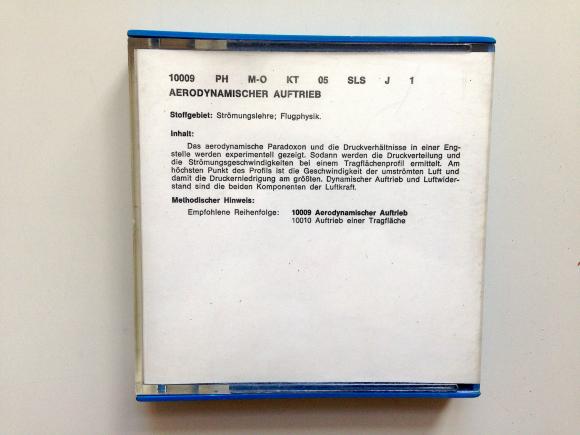 10009 PH M-O KT 05 SLS J 1
AERODYNAMISCHER AUFTRIEB
Stoffgebiet: Strömungslehre; Flugphysik.
Inhalt:
Das aerodynamische Paradoxon und die Druckverhältnisse in einer Eng-
stelle werden experimentell gezeigt. Sodann werden die Druckverteilung und
die Strömungsgeschwindigkeiten bei einem Tragflächenprofil ermittelt. Am
höchsten Punkt des Profils ist die Geschwindigkeit der umströmten Luft und
damit die Druckerniedrigung am größten. Dynamischer Auftrieb und Luftwider-
stand sind die beiden Komponenten der Luftkraft.
Methodischer Hinweis:
Empfohlene Reihenfolge: 10009 Aerodynamischer Auftrieb
10010 Auftrieb einer Tragfläche